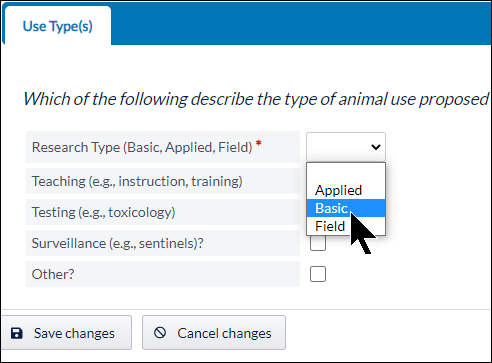 Use Type(s)
Which of the following describe the type of animal use proposed
Research Type (Basic, Applied, Field) *
Teaching (e.g., instruction, training)
Applied
Testing (e.g., toxicology)
Basic
Field
Surveillance (e.g., sentinels)?
Other?
Save changes
Cancel changes